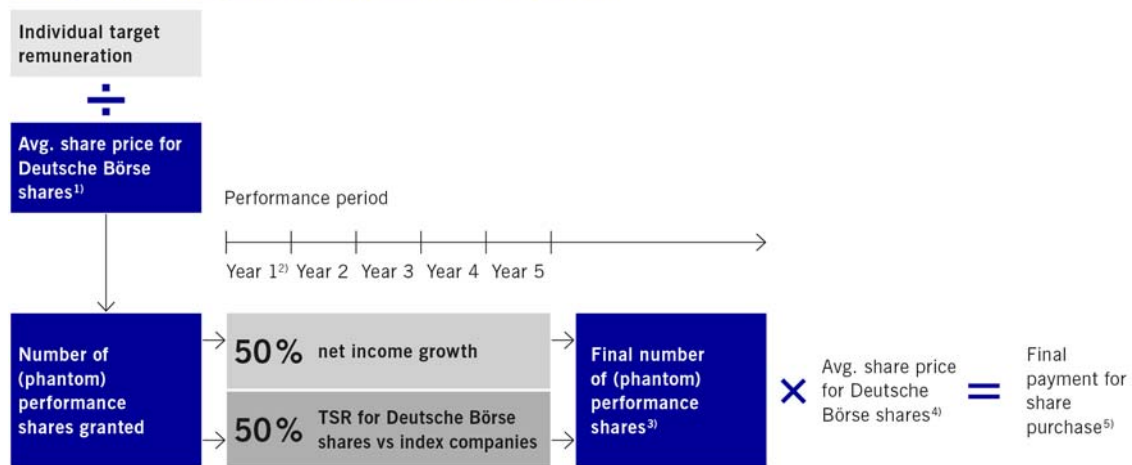 Individual target
remuneration
÷
Avg. share price for
Deutsche Börse
shares¹⁾
Performance period
Year 1²⁾ Year 2 Year 3 Year 4 Year 5
Number of
(phantom)
performance
shares granted
50% net income growth
50% TSR for Deutsche Börse
shares vs index companies
Final number
of (phantom)
performance
shares³⁾
×
Avg. share price
for Deutsche
Börse shares⁴⁾
=
Final
payment for
share
purchase⁵⁾